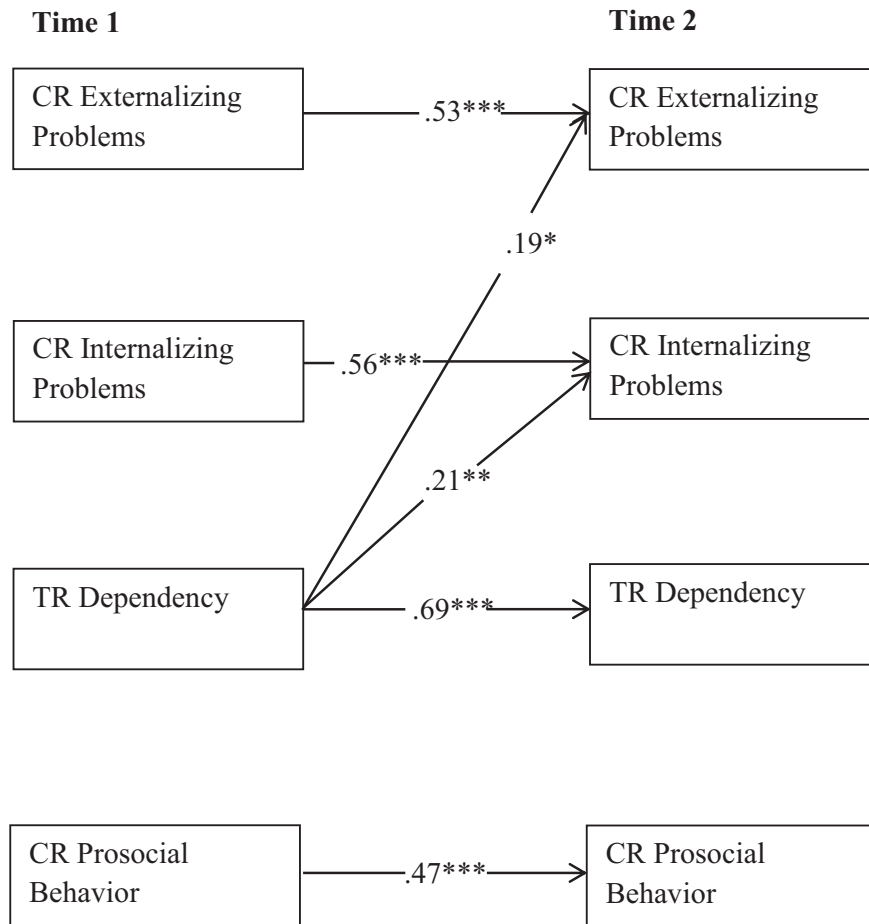 Time 1
Time 2
CR Externalizing
Problems
.53***
CR Externalizing
Problems
.19*
CR Internalizing
Problems
.56***
CR Internalizing
Problems
.21**
TR Dependency
.69***
TR Dependency
CR Prosocial
Behavior
.47***
CR Prosocial
Behavior